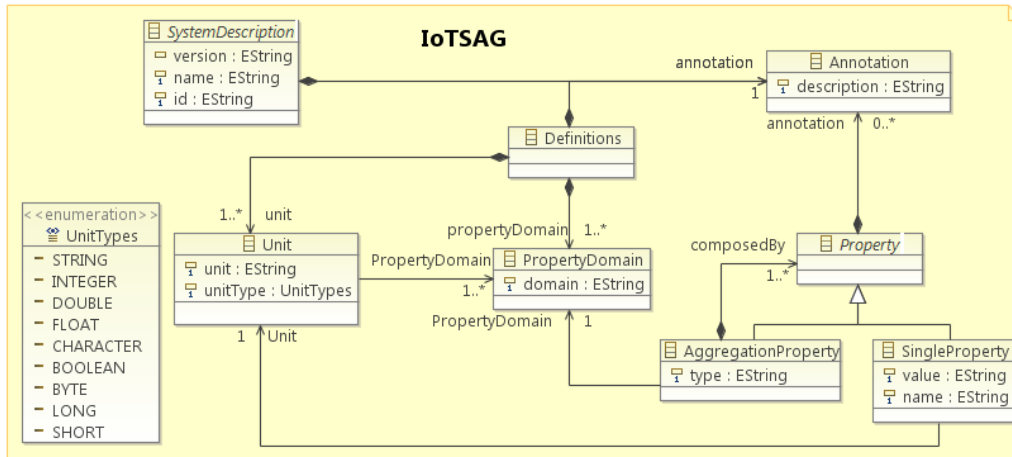 IoTSAG
SystemDescription
version : EString
name : EString
id : EString
annotation
1
Annotation
description : EString
annotation
0..*
Definitions
1..*
unit
propertyDomain
1..*
<<enumeration>>
UnitTypes
STRING
INTEGER
DOUBLE
FLOAT
CHARACTER
BOOLEAN
BYTE
LONG
SHORT
Unit
unit : EString
unitType : UnitTypes
PropertyDomain
1..*
PropertyDomain
domain : EString
composedBy
1..*
Property
PropertyDomain
1
1
Unit
AggregationProperty
type : EString
SingleProperty
value : EString
name : EString